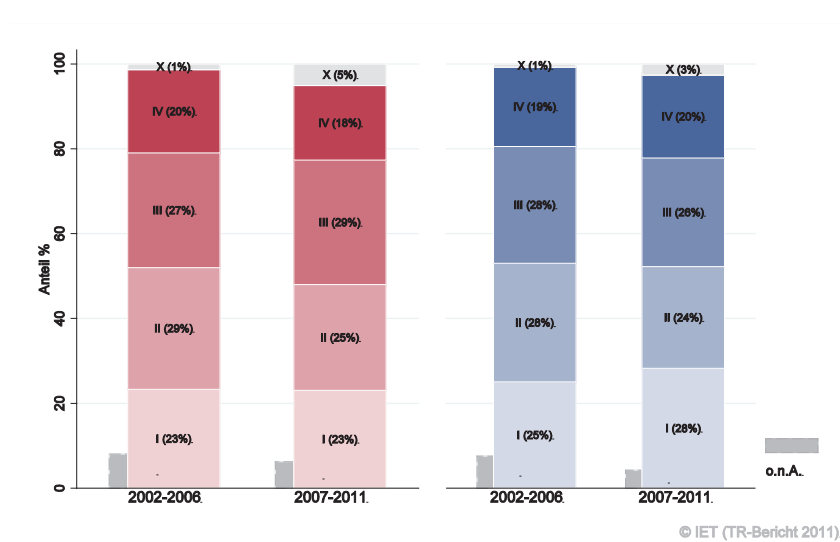 100
80
60
40
20
0
Anteil %
X (1%).
IV (20%).
III (27%).
II (29%).
I (23%).
2002-2006.
X (5%).
IV (18%).
III (29%).
II (25%).
I (23%).
2007-2011.
X (1%).
IV (19%).
III (28%).
II (28%).
I (25%).
2002-2006.
X (3%).
IV (20%).
III (26%).
II (24%).
I (28%).
2007-2011.
o.n.A..
© IET (TR-Bericht 2011)